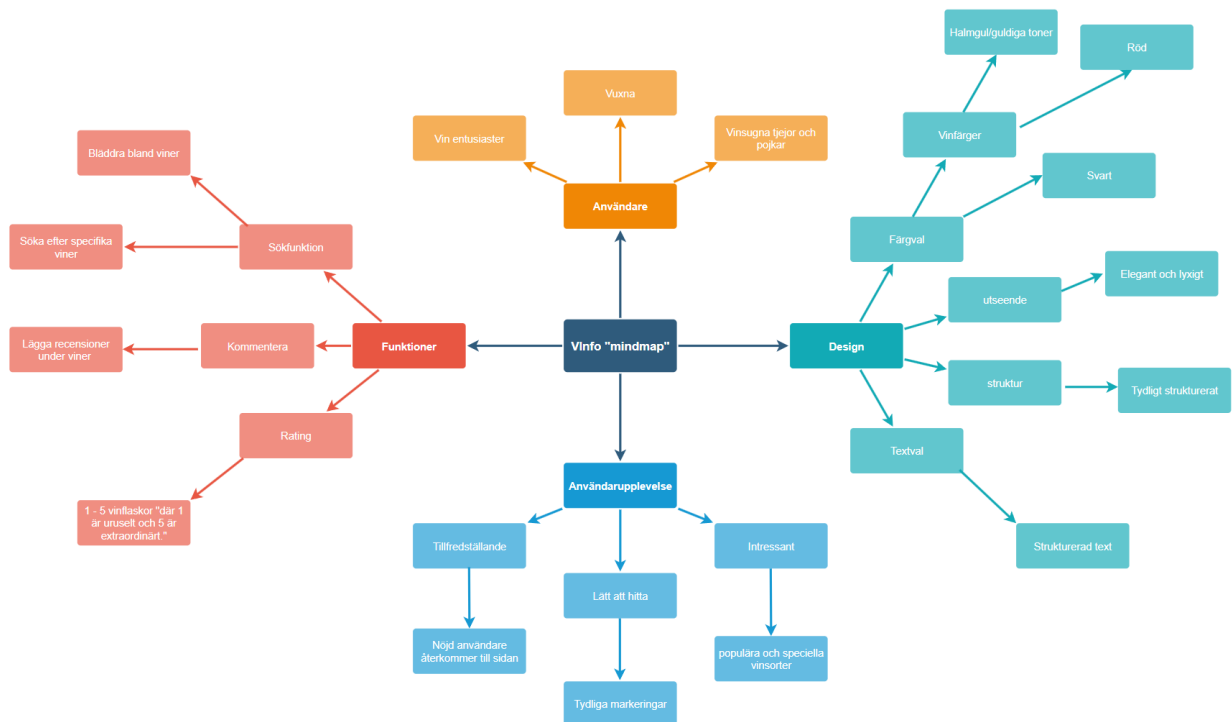 Halmgul/guldiga toner
Röd
Vuxna
Vin entusiaster
Vinsugna tjejor och
pojkar
Vinfärger
Bläddra bland viner
Svart
Användare
Färgval
Söka efter specifika
viner
Sökfunktion
Elegant och lyxigt
utseende
Lägga recensioner
under viner
Kommentera
Funktioner
VInfo "mindmap"
Design
struktur
Tydligt strukturerat
Rating
Textval
Användarupplevelse
1 - 5 vinflaskor "där 1
är uruselt och 5 är
extraordinärt."
Tillfredställande
Intressant
Strukturerad text
Lätt att hitta
Nöjd användare
återkommer till sidan
populära och speciella
vinsorter
Tydliga markeringar